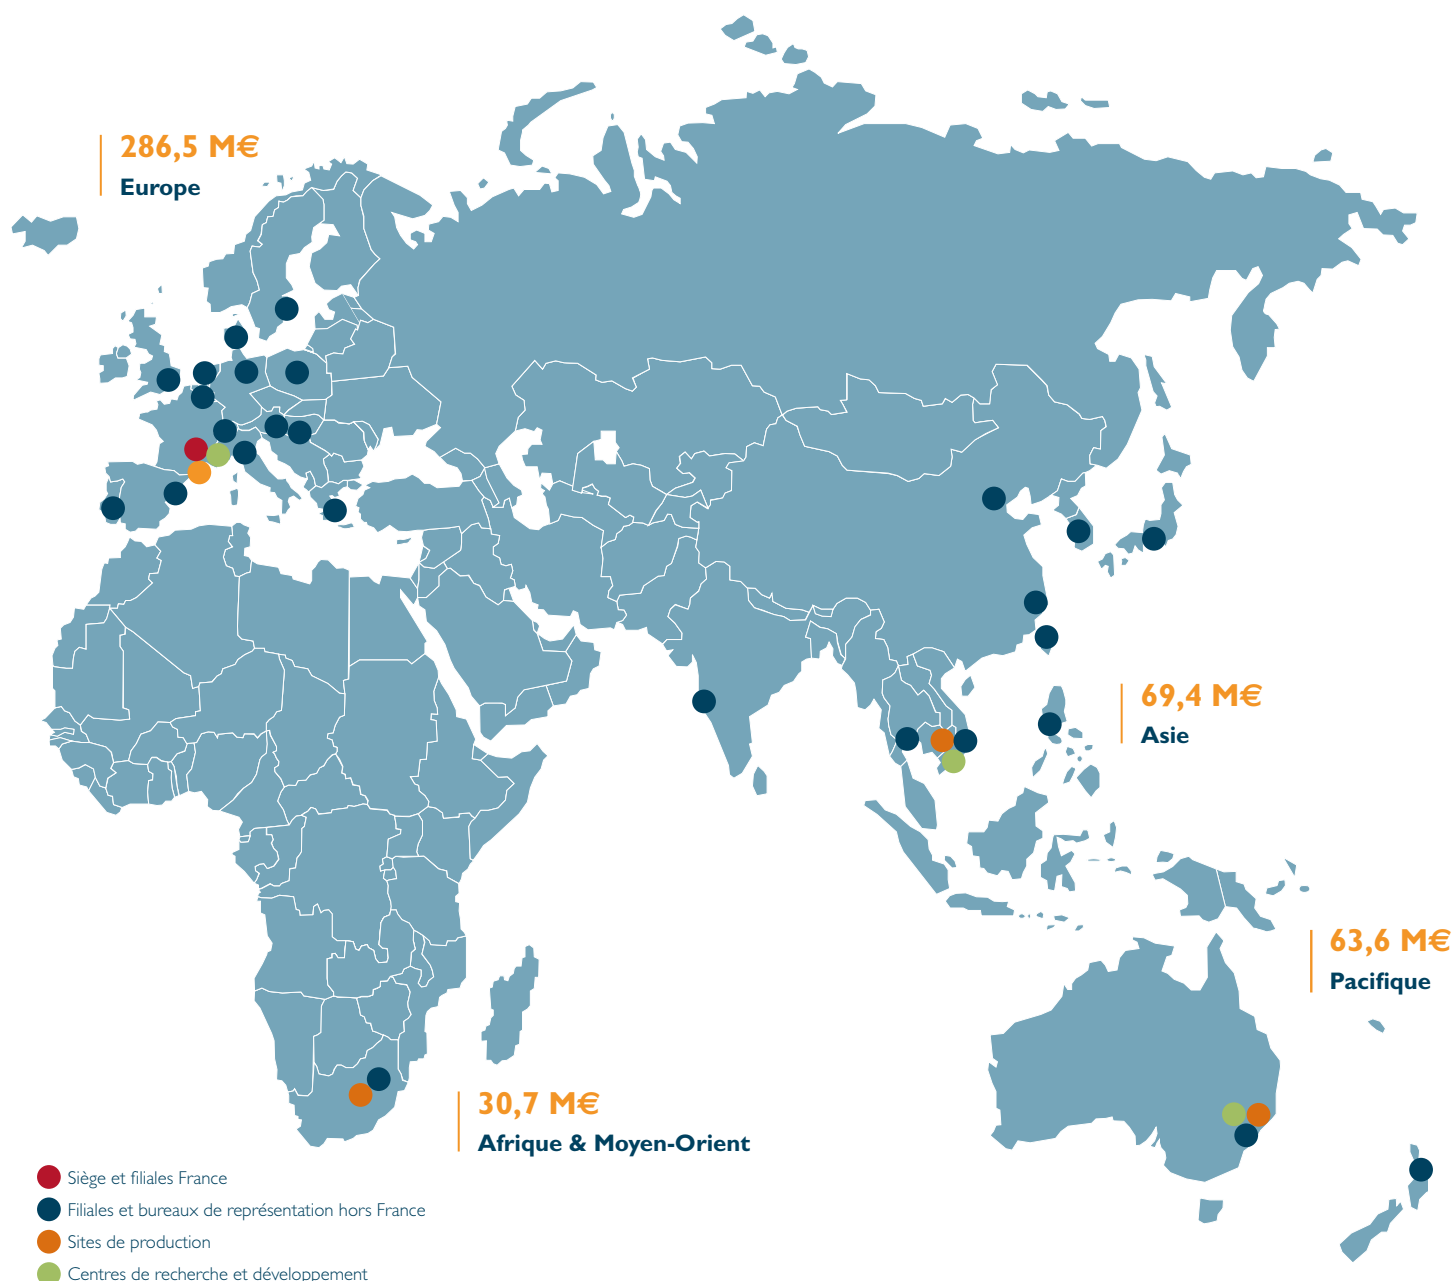 286,5 M€
Europe
69,4 M€
Asie
63,6 M€
Pacifique
30,7 M€
Afrique & Moyen-Orient
Siège et filiales France
Filiales et bureaux de représentation hors France
Sites de production
Centres de recherche et développement